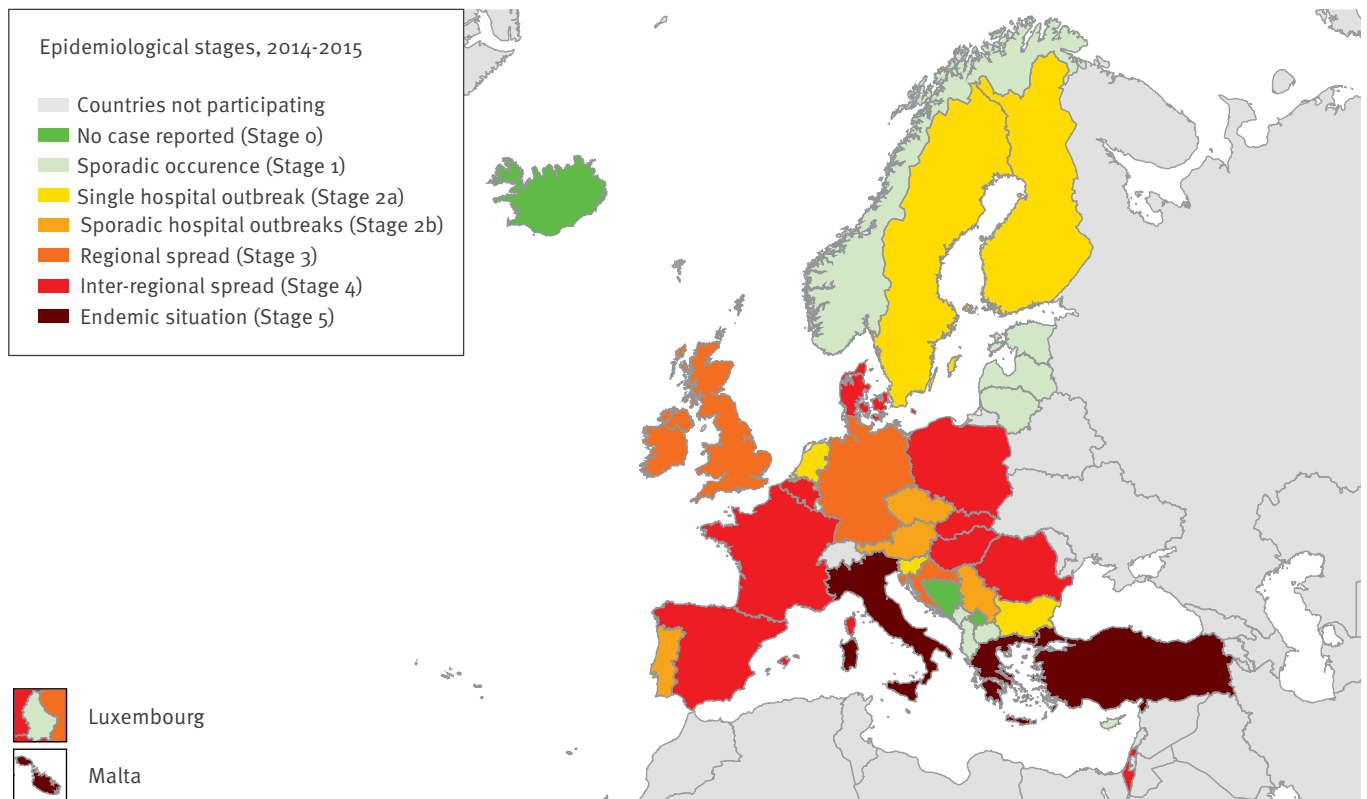 Epidemiological stages, 2014-2015
Countries not participating
No case reported (Stage 0)
Sporadic occurence (Stage 1)
Single hospital outbreak (Stage 2a)
Sporadic hospital outbreaks (Stage 2b)
Regional spread (Stage 3)
Inter-regional spread (Stage 4)
Endemic situation (Stage 5)
Luxembourg
Malta